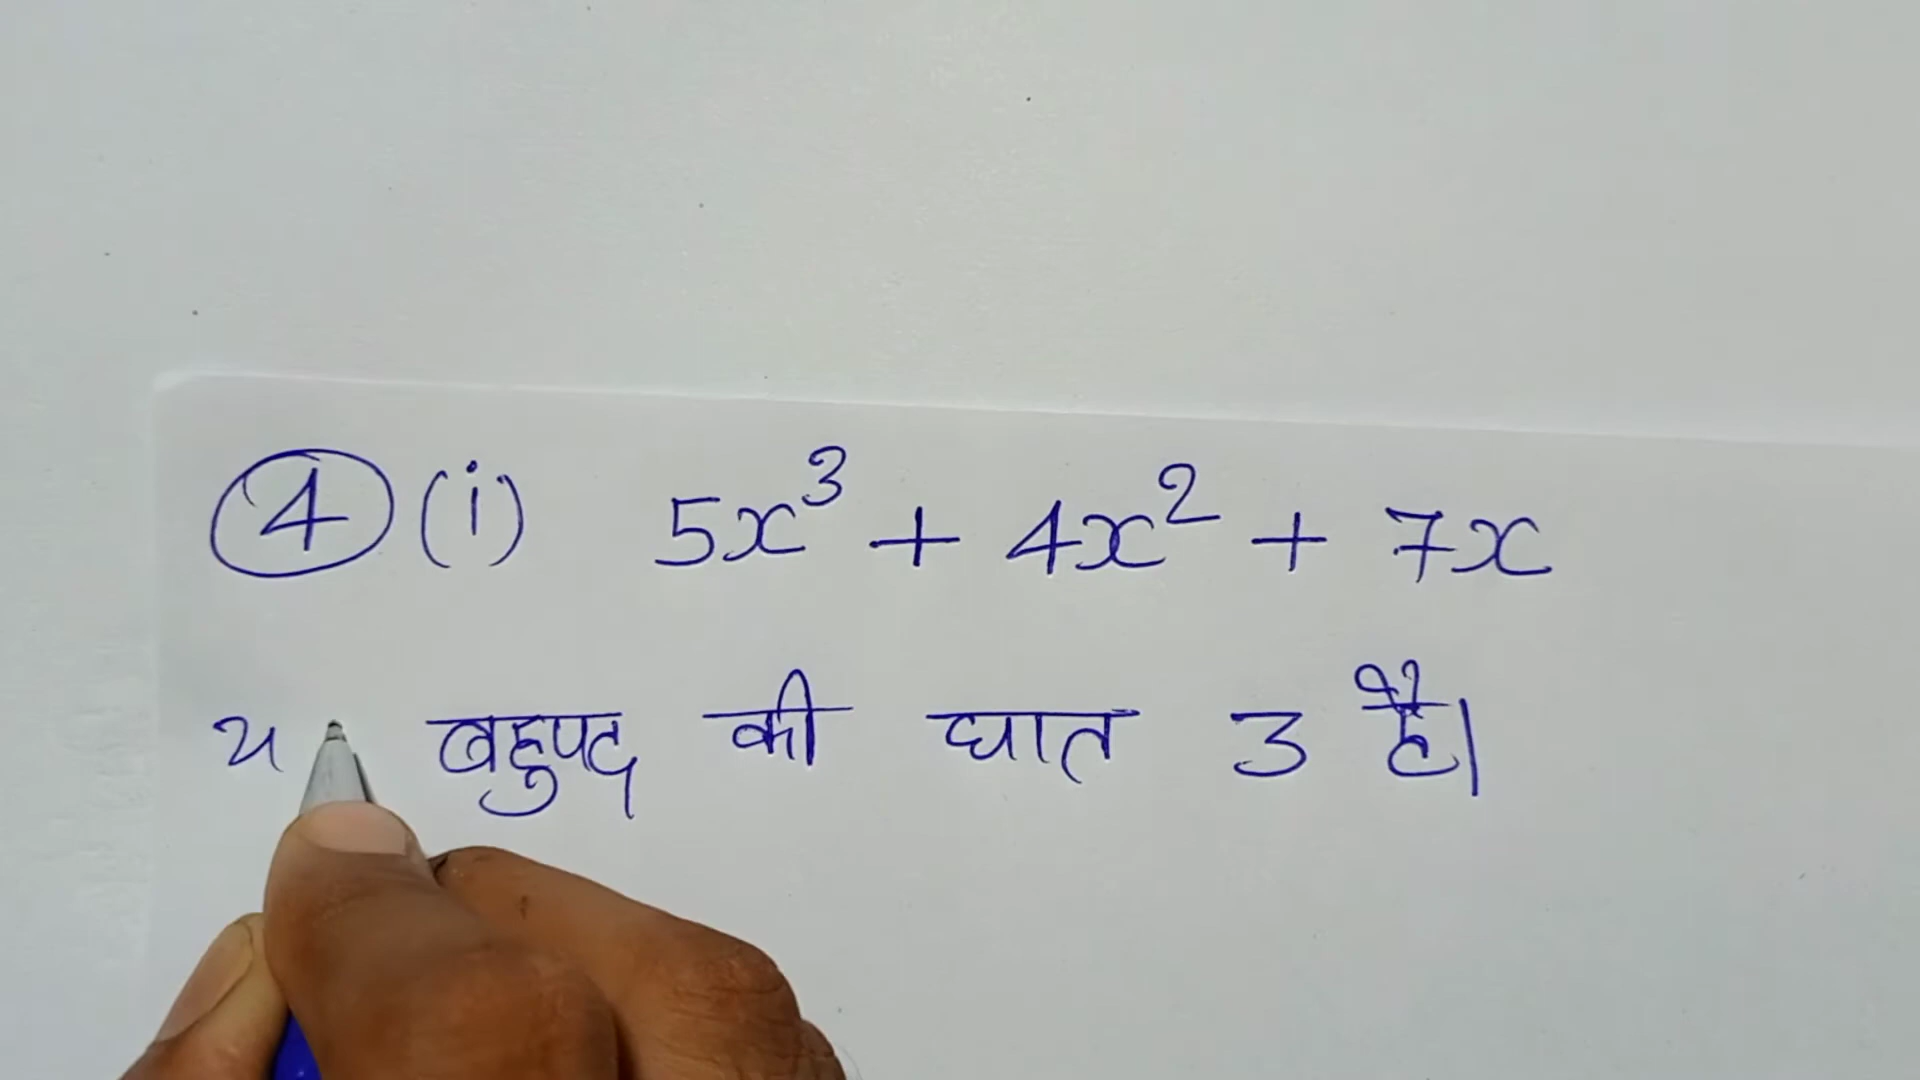 4 (i) 5x³ + 4x² + 7x
बहुपद की घात 3 है।